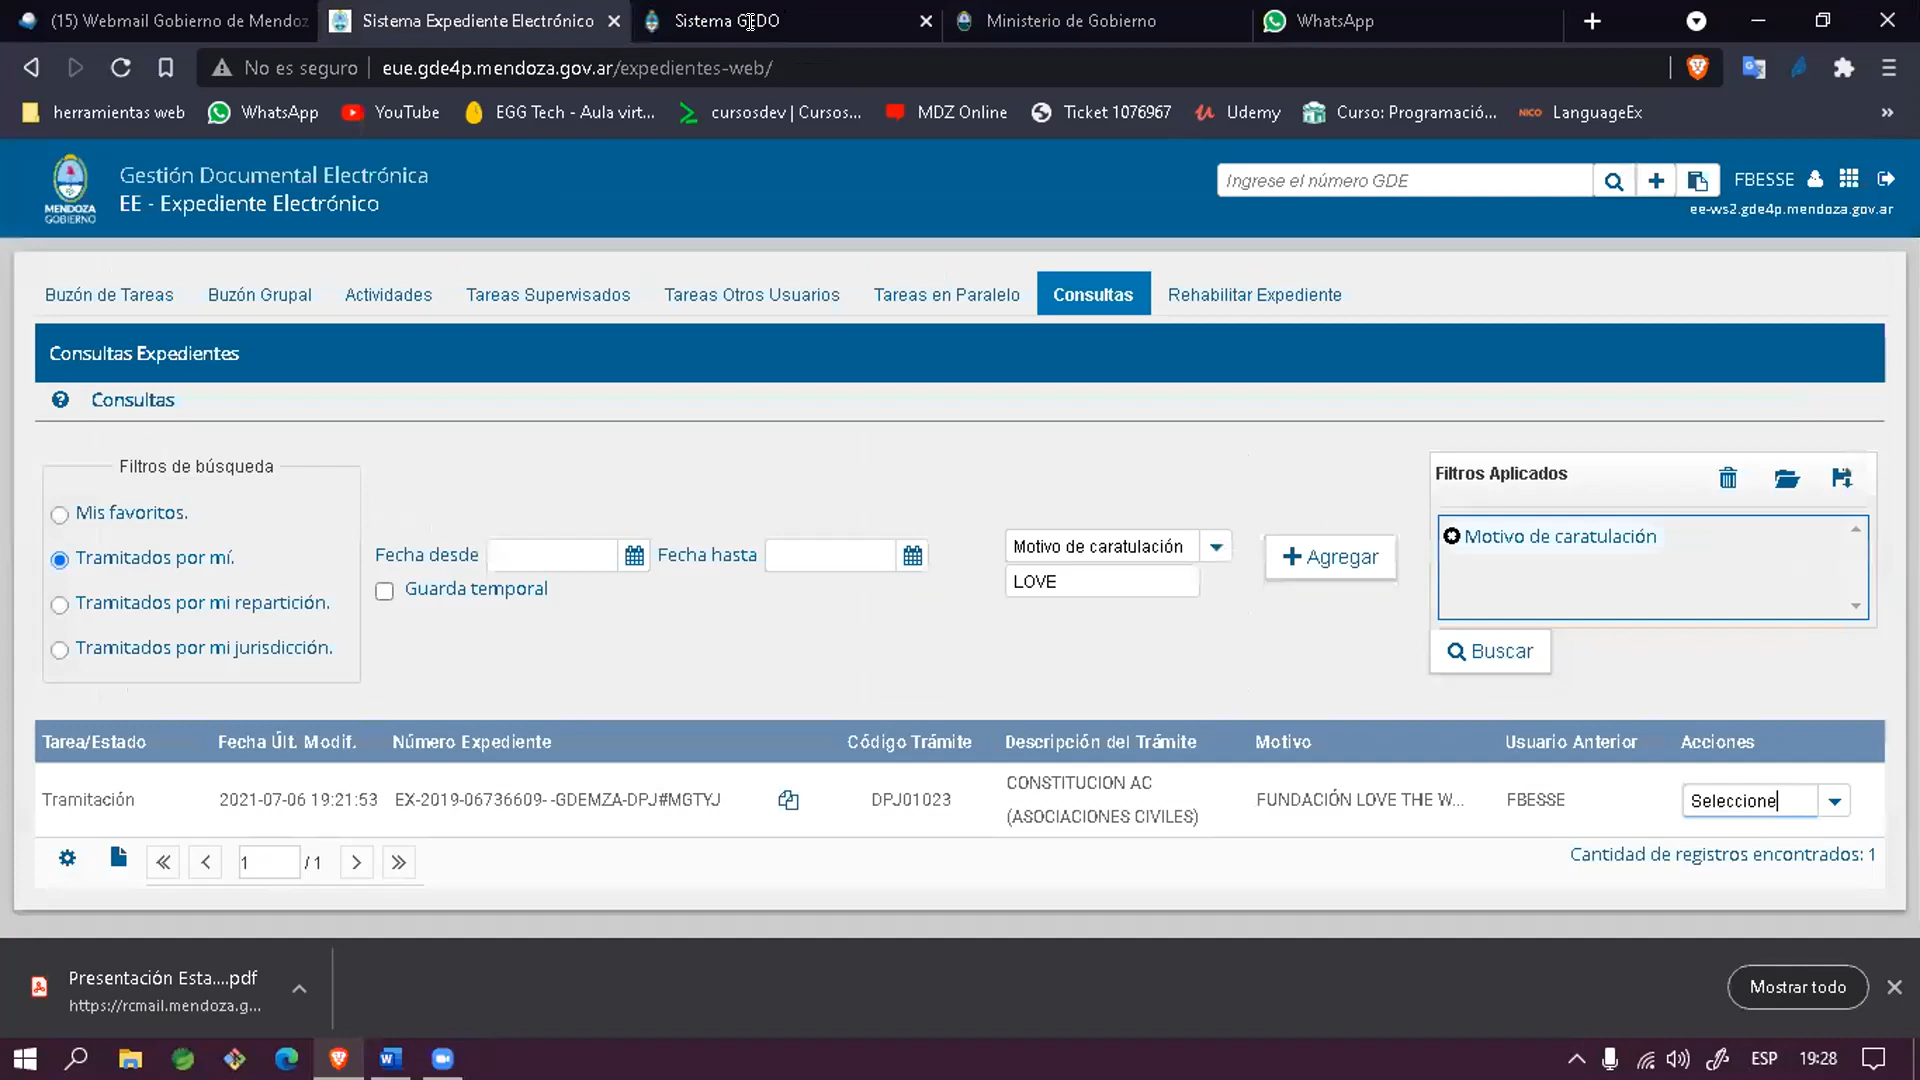 (15) Webmail Gobierno de Mendoz
Sistema Expediente Electrónico
Sistema GEDO
Ministerio de Gobierno
WhatsApp
No es seguro
eue.gde4p.mendoza.gov.ar/expedientes-web/
herramientas web
WhatsApp
YouTube
EGG Tech - Aula virt...
cursosdev | Cursos...
MDZ Online
Ticket 1076967
Udemy
Curso: Programació...
NICO LanguageEx
MENDOZA
GOBIERNO
Gestión Documental Electrónica
EE - Expediente Electrónico
Ingrese el número GDE
FBESSE
ee-ws2.gde4p.mendoza.gov.ar
Buzón de Tareas
Buzón Grupal
Actividades
Tareas Supervisados
Tareas Otros Usuarios
Tareas en Paralelo
Consultas
Rehabilitar Expediente
Consultas Expedientes
Consultas
Filtros de búsqueda
Mis favoritos.
Tramitados por mí.
Tramitados por mi repartición.
Tramitados por mi jurisdicción.
Fecha desde
Fecha hasta
Guarda temporal
Motivo de caratulación
LOVE
Agregar
Filtros Aplicados
Motivo de caratulación
Buscar
Tarea/Estado
Fecha Últ. Modif.
Número Expediente
Código Trámite
Descripción del Trámite
Motivo
Usuario Anterior
Acciones
Tramitación
2021-07-06 19:21:53
EX-2019-06736609- -GDEMZA-DPJ#MGTYJ
DPJ01023
CONSTITUCION AC
(ASOCIACIONES CIVILES)
FUNDACIÓN LOVE THE W...
FBESSE
Seleccione
1 / 1
Cantidad de registros encontrados: 1
Presentación Esta....pdf
https://rcmail.mendoza.g...
Mostrar todo
ESP
19:28